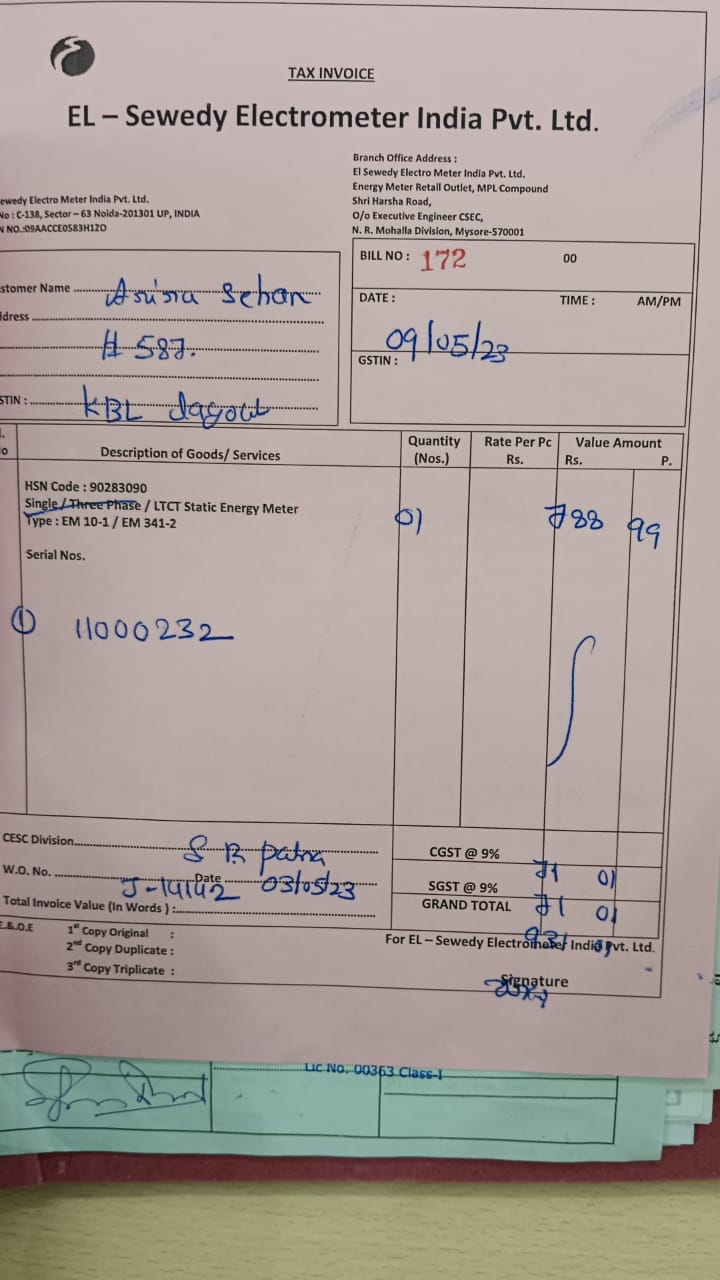 TAX INVOICE
EL – Sewedy Electrometer India Pvt. Ltd.
ewedy Electro Meter India Pvt. Ltd.
No : C-138, Sector – 63 Noida-201301 UP, INDIA
N NO.:09AACCE0583H1ZO
Branch Office Address :
El Sewedy Electro Meter India Pvt. Ltd.
Energy Meter Retail Outlet, MPL Compound
Shri Harsha Road,
O/o Executive Engineer CSEC,
N. R. Mohalla Division, Mysore-570001
stomer Name
dress
# 587.
STIN :
KBL
BILL NO : 172 00
DATE : TIME : AM/PM
09/05/23
GSTIN :
Description of Goods/ Services
Quantity (Nos.)
Rate Per Pc Rs.
Value Amount
Rs. P.
HSN Code : 90283090
Single / Three Phase / LTCT Static Energy Meter
Type : EM 10-1 / EM 341-2
01 788 99
Serial Nos.
① 11000232
CESC Division S R patna
W.O. No. J-14142 Date 03/05/23
Total Invoice Value (In Words ) :
CGST @ 9% 71 01
SGST @ 9% 71 01
GRAND TOTAL 931
E.&.O.E
1st Copy Original :
2nd Copy Duplicate :
3rd Copy Triplicate :
For EL – Sewedy Electrometer India Pvt. Ltd.
Signature
Lic No. 00363 Class-I